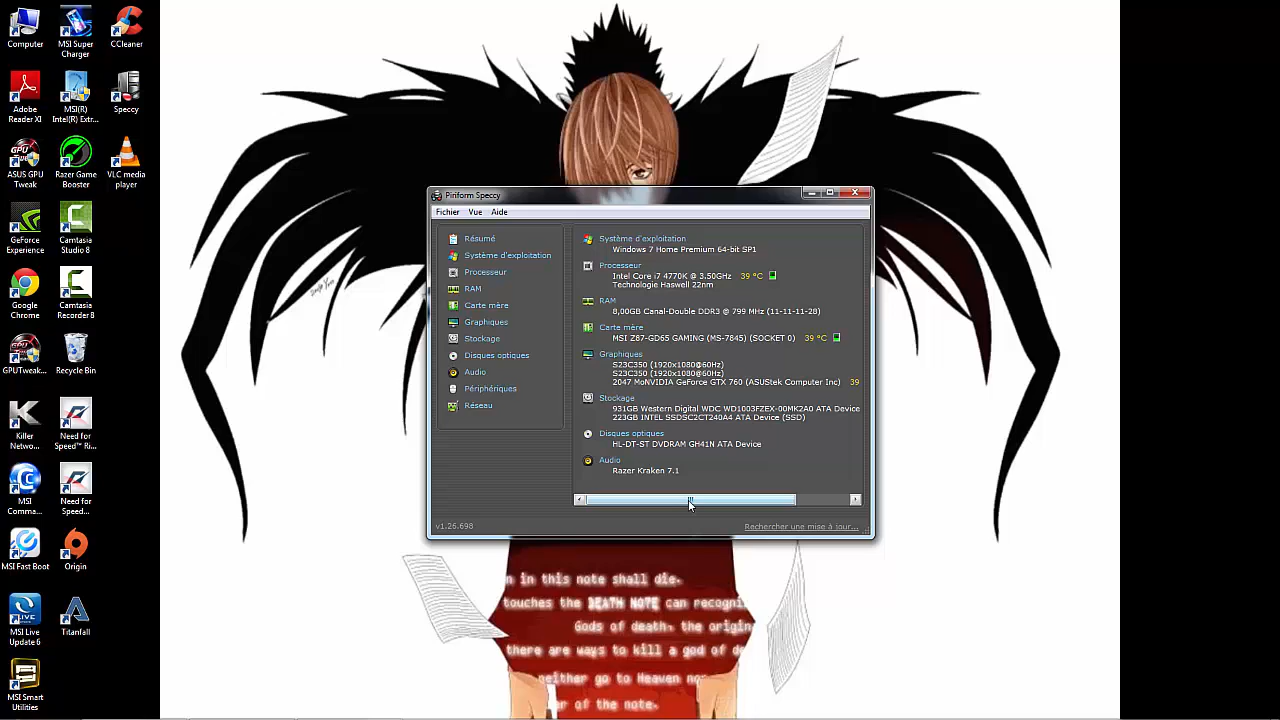 Computer
MSI Super
Charger
CCleaner
Adobe
Reader XI
MSI(R)
Intel(R) Extr...
Speccy
ASUS GPU
Tweak
Razer Game
Booster
VLC media
player
GeForce
Experience
Camtasia
Studio 8
Google
Chrome
Camtasia
Recorder 8
GPUTweak...
Recycle Bin
Killer
Netwo...
Need for
Speed™ Ri...
MSI
Comma...
Need for
Speed...
MSI Fast Boot
Origin
MSI Live
Update 6
Titanfall
MSI Smart
Utilities
Piriform Speccy
Fichier Vue Aide
Résumé
Système d'exploitation
Processeur
RAM
Carte mère
Graphiques
Stockage
Disques optiques
Audio
Périphériques
Réseau
Système d'exploitation
Windows 7 Home Premium 64-bit SP1
Processeur
Intel Core i7 4770K @ 3.50GHz 39 °C
Technologie Haswell 22nm
RAM
8,00GB Canal-Double DDR3 @ 799 MHz (11-11-11-28)
Carte mère
MSI Z87-GD65 GAMING (MS-7845) (SOCKET 0) 39 °C
Graphiques
S23C350 (1920x1080@60Hz)
S23C350 (1920x1080@60Hz)
2047 MoNVIDIA GeForce GTX 760 (ASUStek Computer Inc) 39
Stockage
931GB Western Digital WDC WD1003FZEX-00MK2A0 ATA Device
223GB INTEL SSDSC2CT240A4 ATA Device (SSD)
Disques optiques
HL-DT-ST DVDRAM GH41N ATA Device
Audio
Razer Kraken 7.1
v1.26.698
Rechercher une mise à jour...
n in this note shall die.
touches the DEATH NOTE can recogni
Gods of death, the origin
there are ways to kill a god of de
neither go to Heaven no
ar of the note.